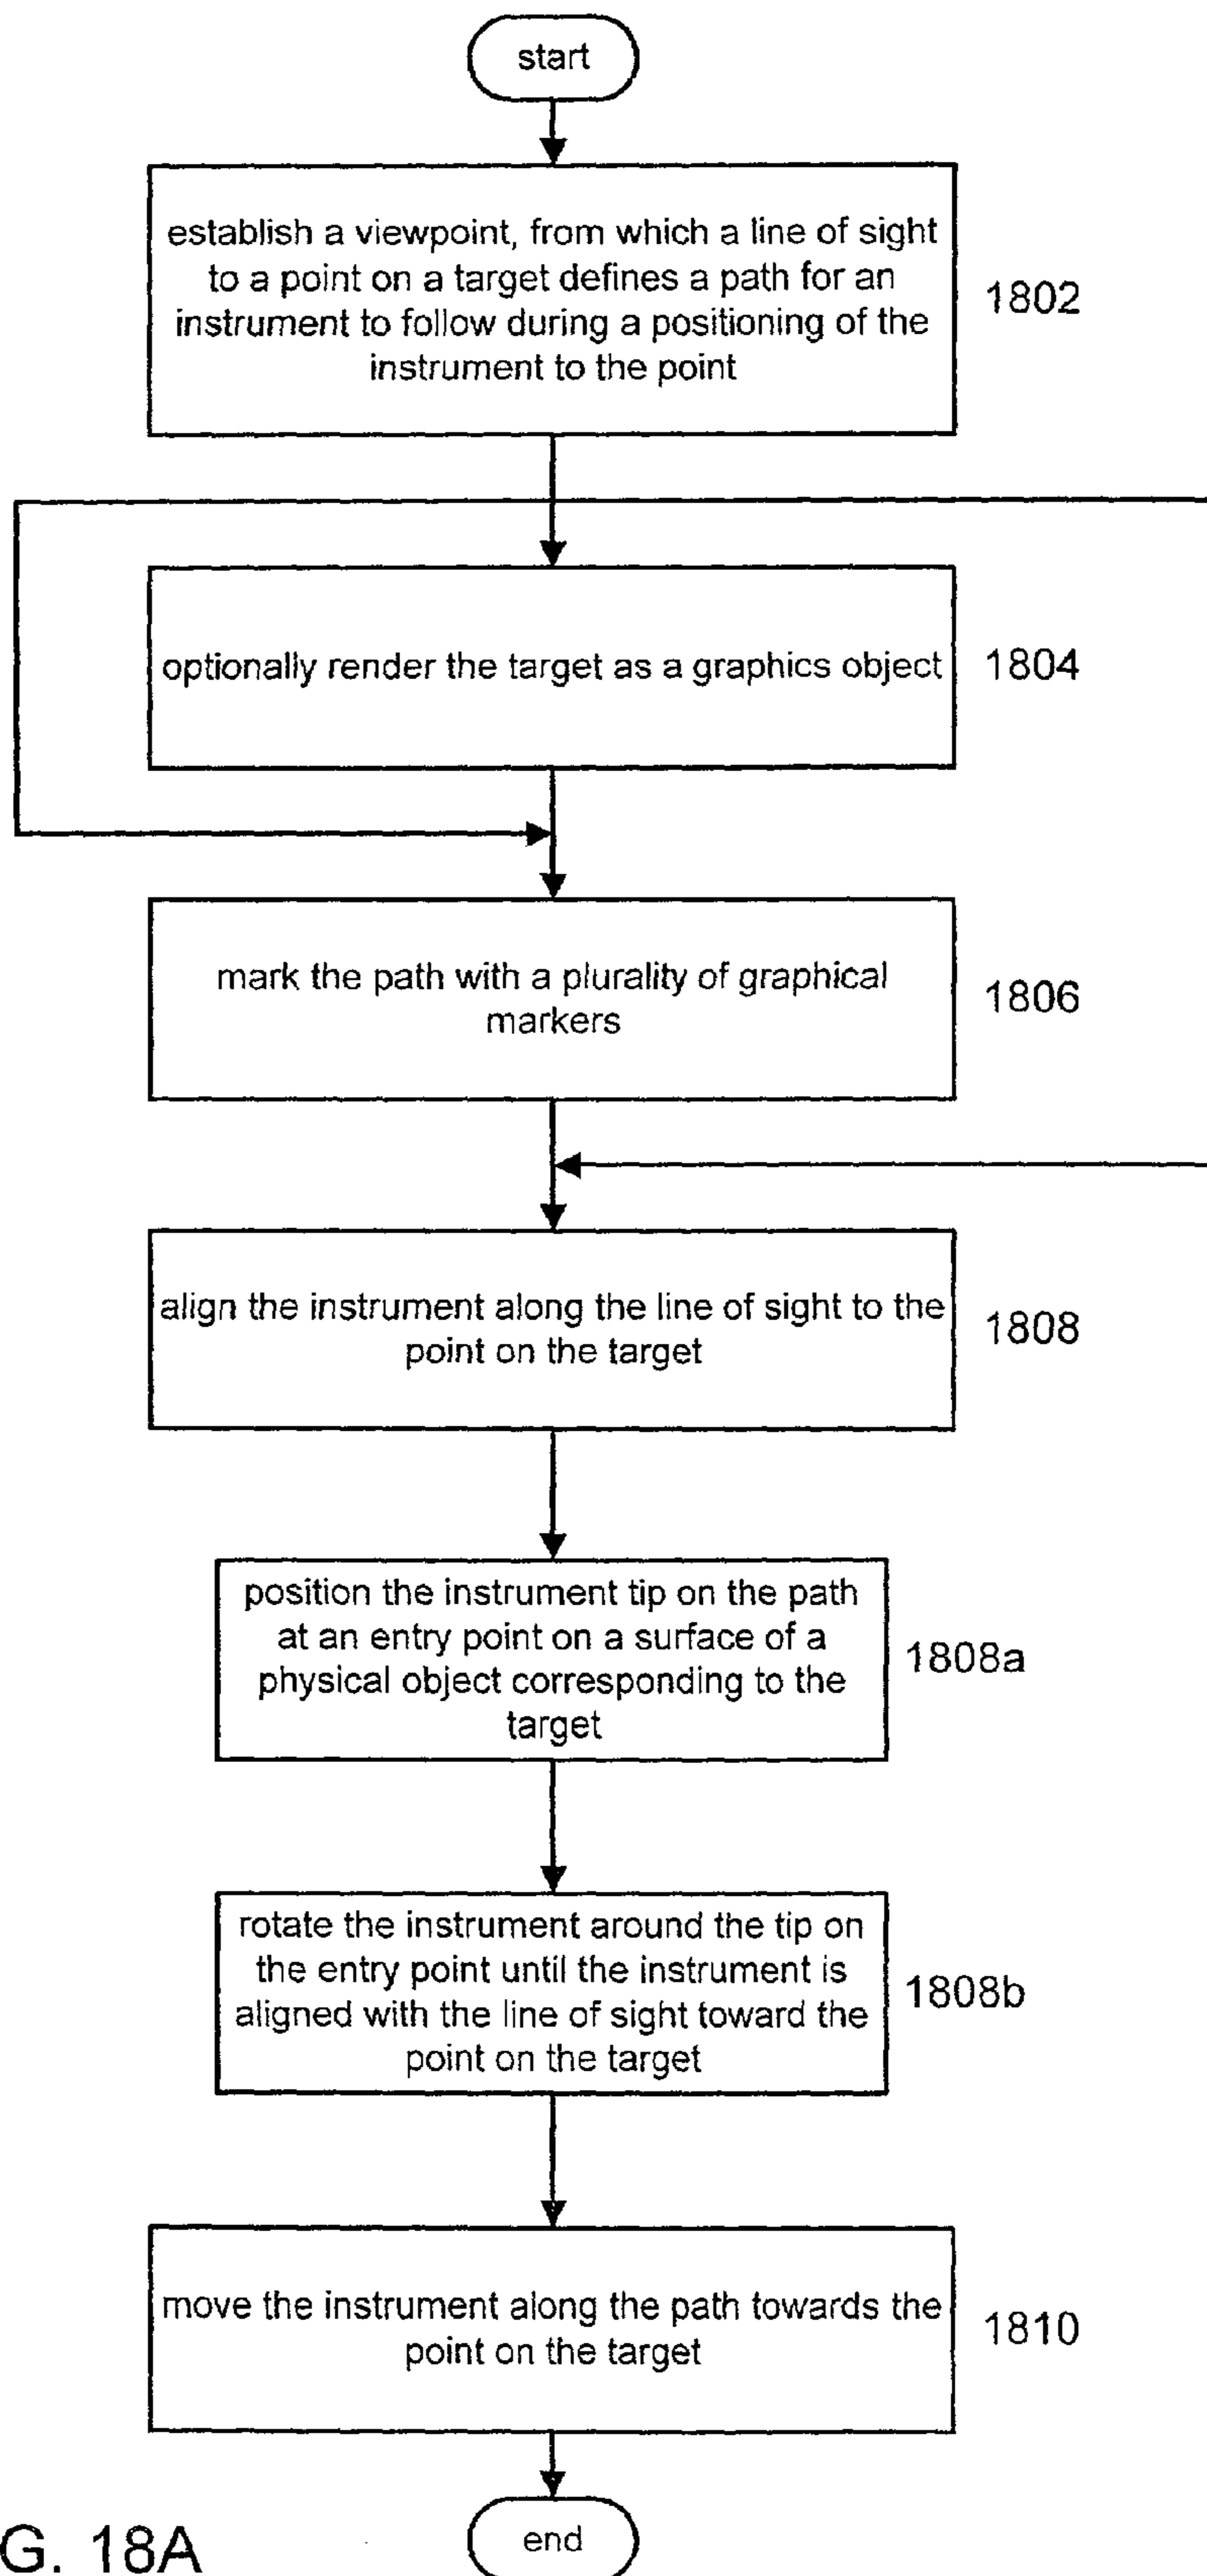 start
establish a viewpoint, from which a line of sight
to a point on a target defines a path for an
instrument to follow during a positioning of the
instrument to the point
1802
optionally render the target as a graphics object
1804
mark the path with a plurality of graphical
markers
1806
align the instrument along the line of sight to the
point on the target
1808
position the instrument tip on the path
at an entry point on a surface of a
physical object corresponding to the
target
1808a
rotate the instrument around the tip on
the entry point until the instrument is
aligned with the line of sight toward the
point on the target
1808b
move the instrument along the path towards the
point on the target
1810
end
G. 18A